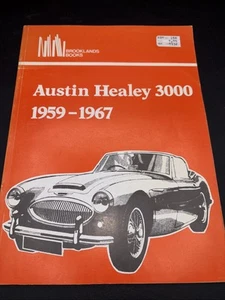 BROOKLANDS
BOOKS
Austin Healey 3000
1959-1967